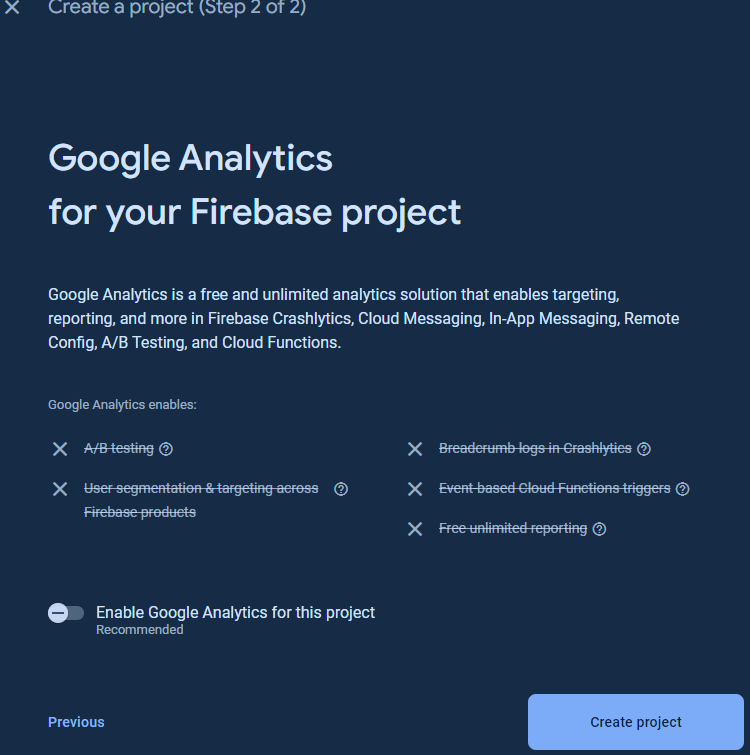 Create a project (Step 2 of 2)
Google Analytics
for your Firebase project
Google Analytics is a free and unlimited analytics solution that enables targeting,
reporting, and more in Firebase Crashlytics, Cloud Messaging, In-App Messaging, Remote
Config, A/B Testing, and Cloud Functions.
Google Analytics enables:
A/B testing
Breadcrumb logs in Crashlytics
User segmentation & targeting across
Firebase products
Event-based Cloud Functions triggers
Free unlimited reporting
Enable Google Analytics for this project
Recommended
Previous
Create project